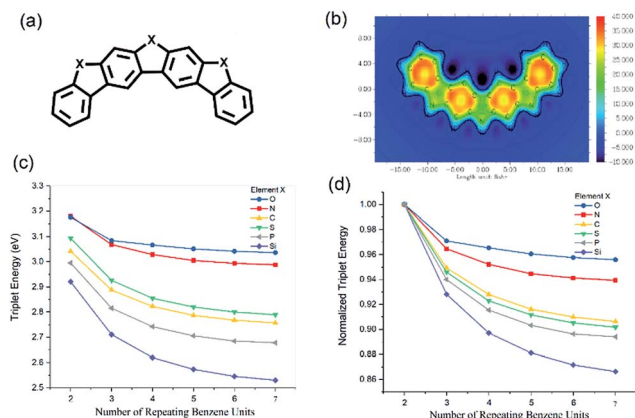 (a)
X
X
X
(b)
8.00
4.00
0.00
-4.00
-8.00
-15.00 -10.00 -5.00 0.00 5.00 10.00 15.00
40.000
35.000
30.000
25.000
20.000
15.000
10.000
5.000
0.000
-5.000
-10.000
(c)
Triplet Energy (eV)
3.3
3.2
3.1
3.0
2.9
2.8
2.7
2.6
2.5
Element X
O
N
C
S
P
Si
2 3 4 5 6 7
Number of Repeating Benzene Units
(d)
Normalized Triplet Energy
1.00
0.98
0.96
0.94
0.92
0.90
0.88
0.86
Element X
O
N
C
S
P
Si
2 3 4 5 6 7
Number of Repeating Benzene Units